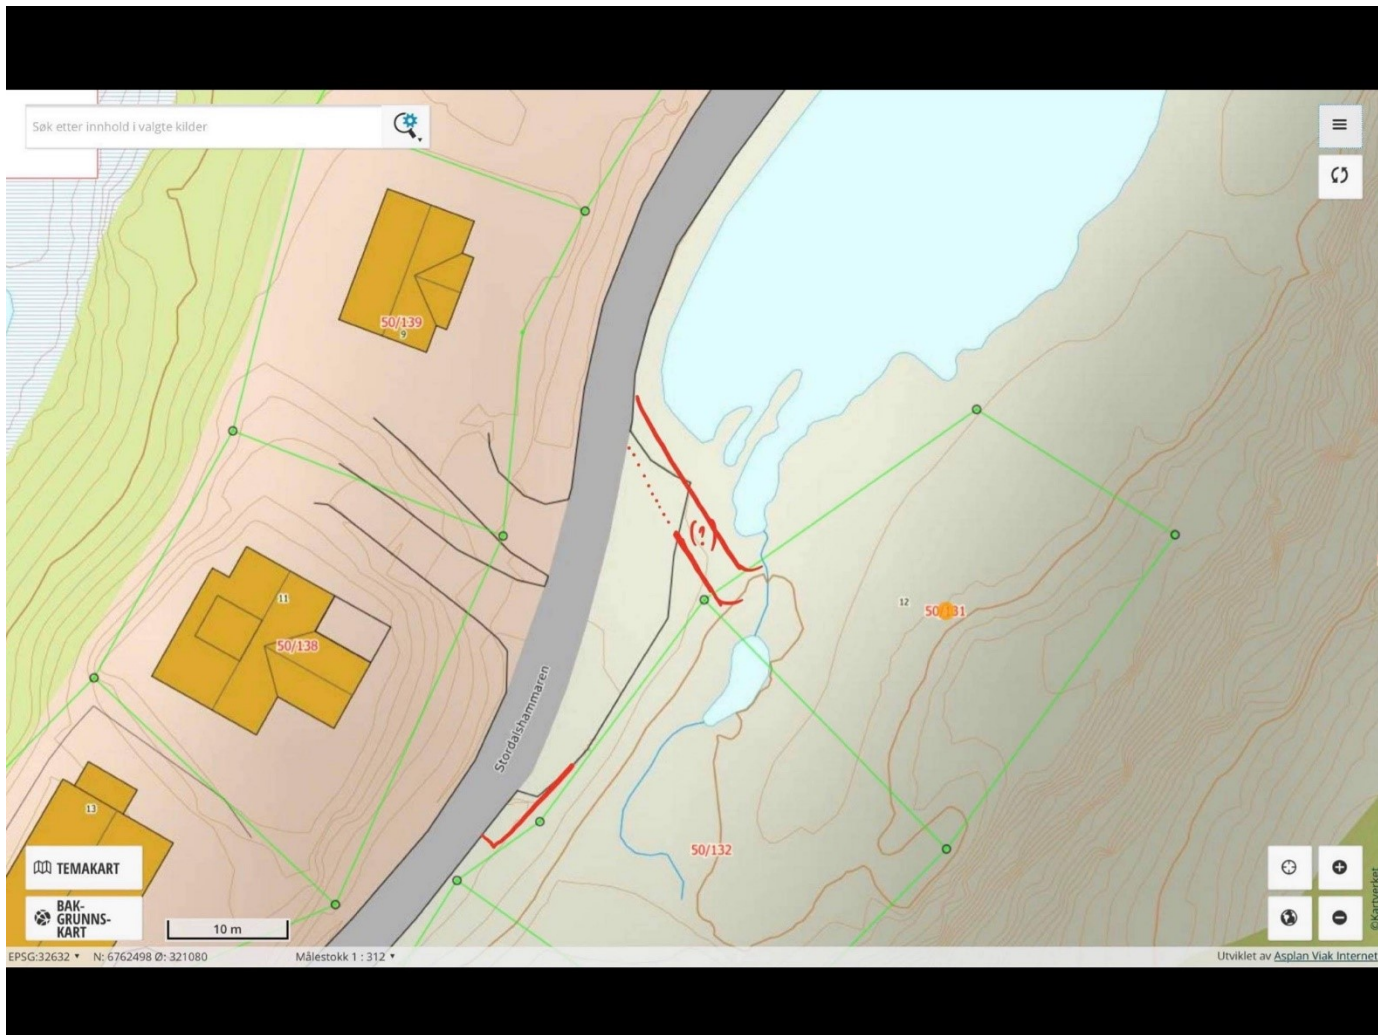 Søk etter innhold i valgte kilder
50/139
9
11
50/138
(?)
12
50/131
Stordalshammaren
13
50/132
TEMAKART
BAK-
GRUNNS-
KART
10 m
©Kartverket
EPSG:32632 N: 6762498 Ø: 321080 Målestokk 1 : 312 Utviklet av Asplan Viak Internet